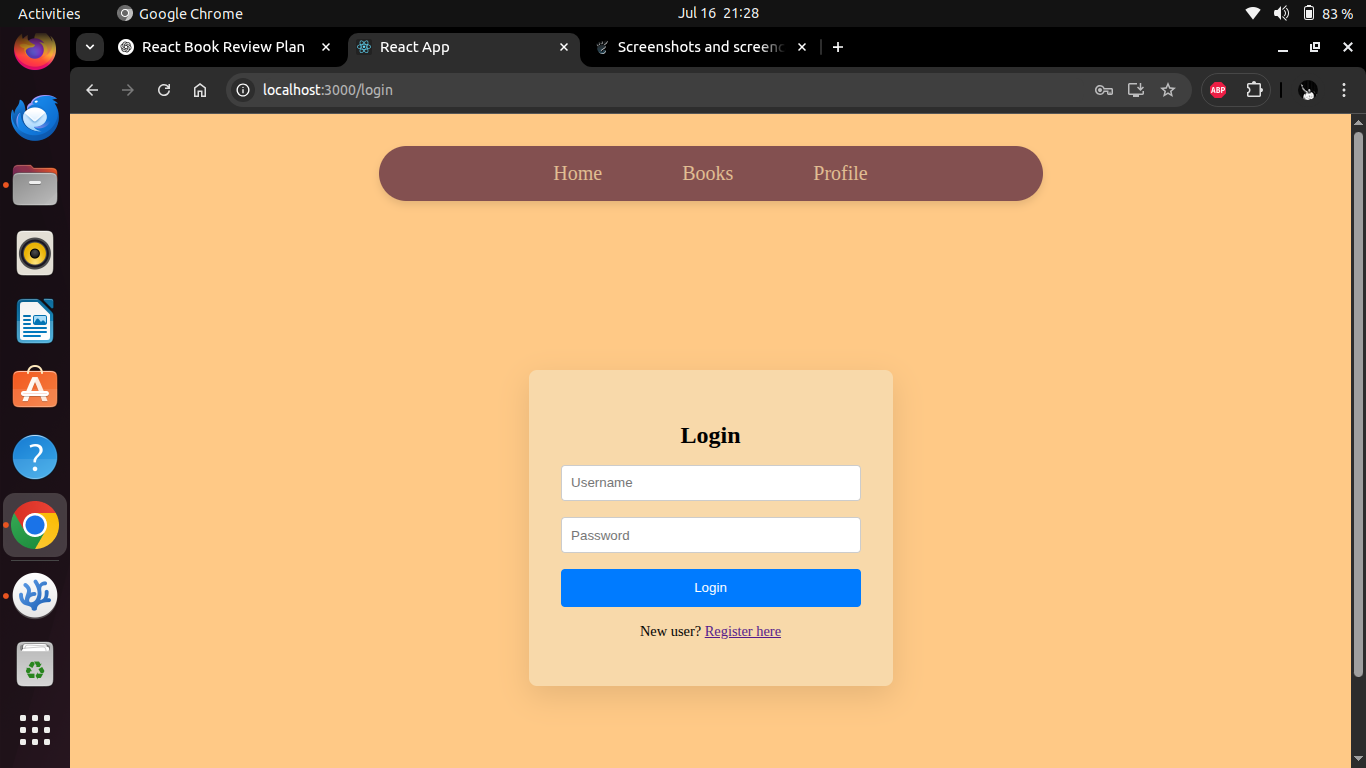 Activities Google Chrome Jul 16 21:28 83 %
React Book Review Plan React App Screenshots and screen
localhost:3000/login ABP
Home Books Profile
Login
Username
Password
Login
New user? Register here